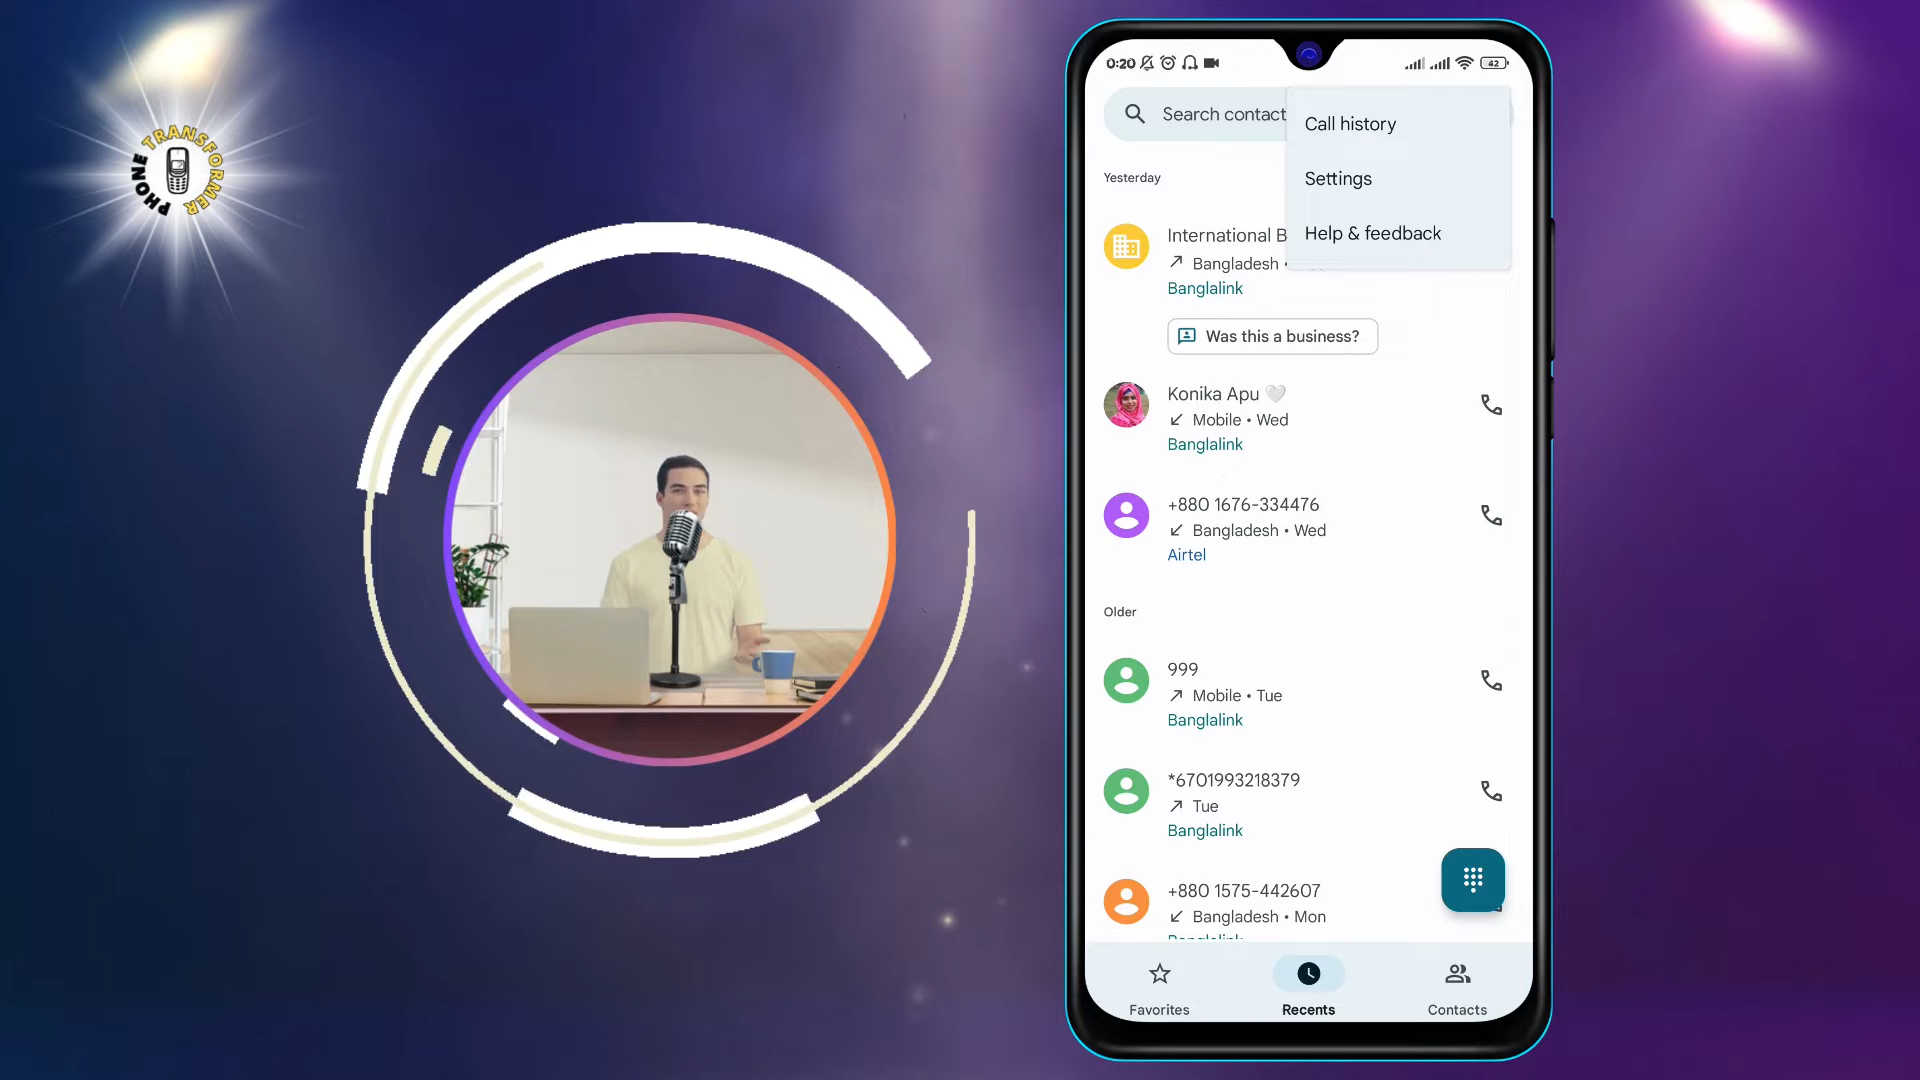 PHONE TRANSFORMER
0:20
42
Search contact
Call history
Settings
Help & feedback
Yesterday
International B
Bangladesh •
Banglalink
Was this a business?
Konika Apu 🤍
Mobile • Wed
Banglalink
+880 1676-334476
Bangladesh • Wed
Airtel
Older
999
Mobile • Tue
Banglalink
*6701993218379
Tue
Banglalink
+880 1575-442607
Bangladesh • Mon
Favorites
Recents
Contacts